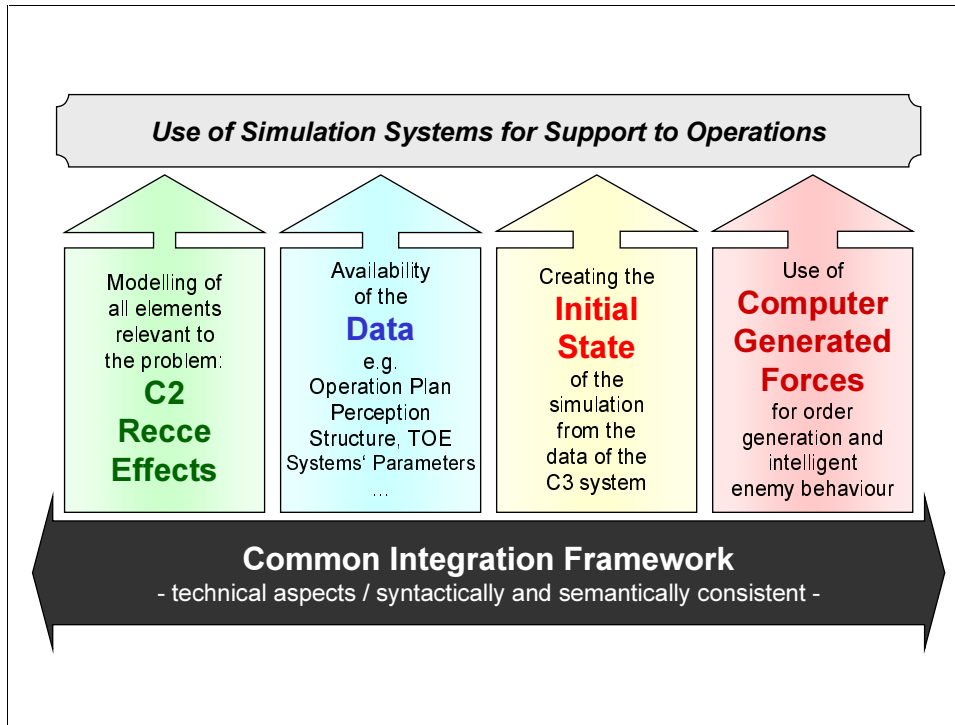 Use of Simulation Systems for Support to Operations
Modelling of
all elements
relevant to
the problem:
C2
Recce
Effects
Availability
of the
Data
e.g.
Operation Plan
Perception
Structure, TOE
Systems‘ Parameters
...
Creating the
Initial
State
of the
simulation
from the
data of the
C3 system
Use of
Computer
Generated
Forces
for order
generation and
intelligent
enemy behaviour
Common Integration Framework
- technical aspects / syntactically and semantically consistent -